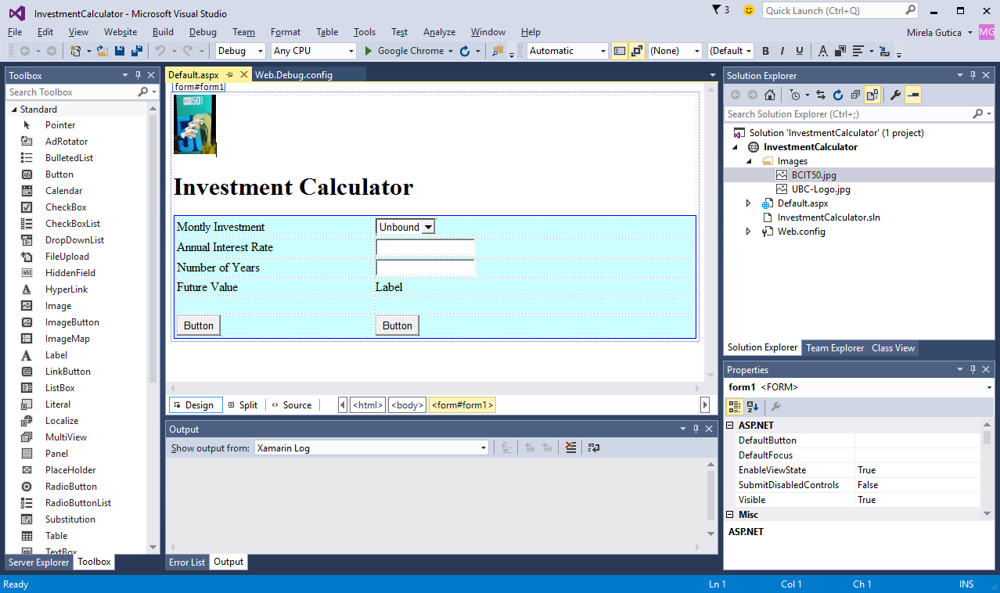 InvestmentCalculator - Microsoft Visual Studio
3
Quick Launch (Ctrl+Q)
File Edit View Website Build Debug Team Format Table Tools Test Analyze Window Help
Mirela Gutica
MG
Debug Any CPU Google Chrome Automatic (None) (Default B I U A
Toolbox
Search Toolbox
Standard
Pointer
AdRotator
BulletedList
Button
Calendar
CheckBox
CheckBoxList
DropDownList
FileUpload
HiddenField
HyperLink
Image
ImageButton
ImageMap
Label
LinkButton
ListBox
Literal
Localize
MultiView
Panel
PlaceHolder
RadioButton
RadioButtonList
Substitution
Table
TextBox
Server Explorer Toolbox
Default.aspx Web.Debug.config
form#form1
50
Investment Calculator
Montly Investment Unbound
Annual Interest Rate
Number of Years
Future Value Label
Button Button
Design Split Source <html> <body> <form#form1>
Output
Show output from: Xamarin Log
Error List Output
Solution Explorer
Search Solution Explorer (Ctrl+;)
Solution 'InvestmentCalculator' (1 project)
InvestmentCalculator
Images
BCIT50.jpg
UBC-Logo.jpg
Default.aspx
InvestmentCalculator.sln
Web.config
Solution Explorer Team Explorer Class View
Properties
form1 <FORM>
ASP.NET
DefaultButton
DefaultFocus
EnableViewState True
SubmitDisabledControls False
Visible True
Misc
ASP.NET
Ready Ln 1 Col 1 Ch 1 INS